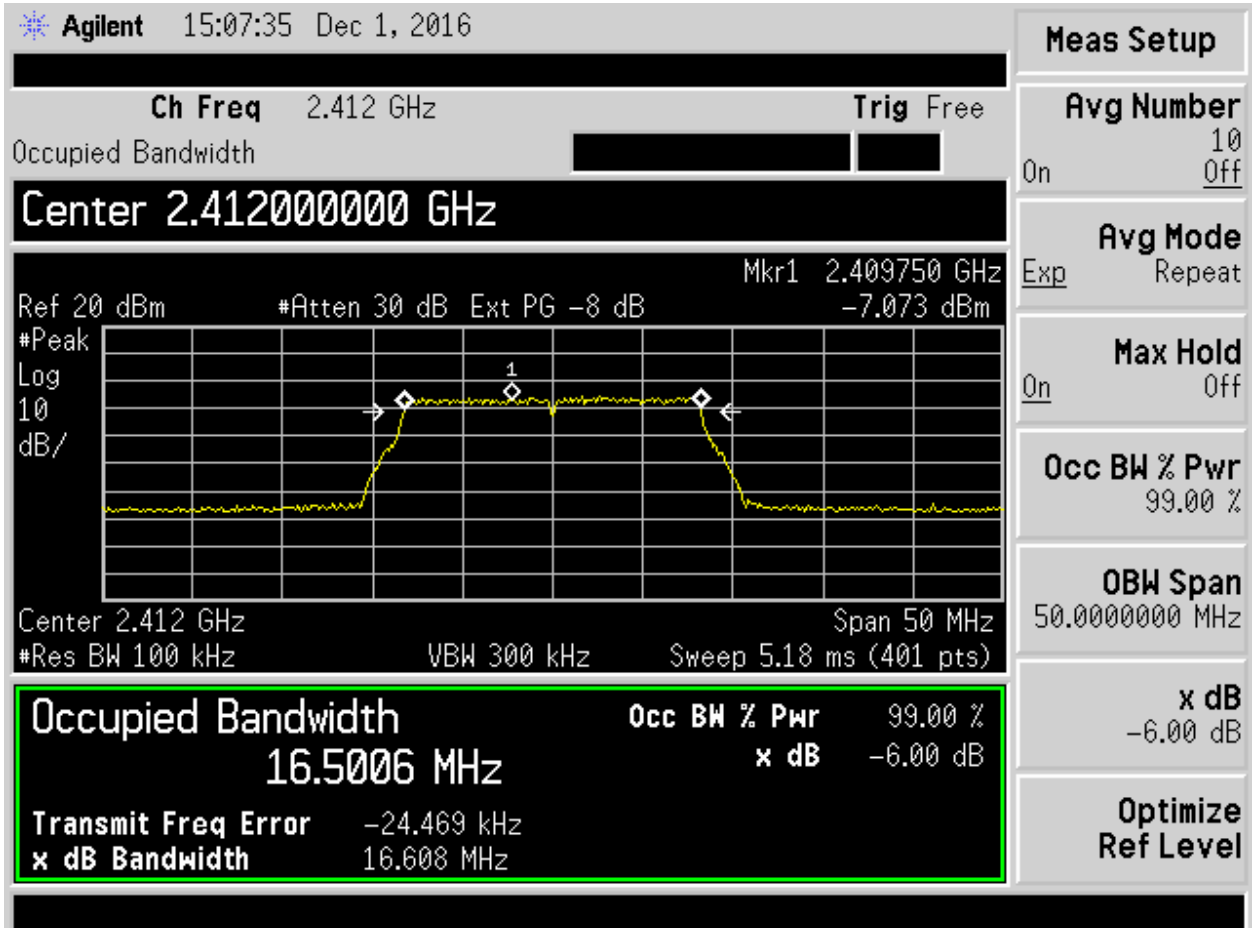 Agilent 15:07:35 Dec 1, 2016
Ch Freq 2.412 GHz Trig Free
Occupied Bandwidth
Center 2.412000000 GHz
Mkr1 2.409750 GHz
Ref 20 dBm #Atten 30 dB Ext PG -8 dB -7.073 dBm
#Peak
Log
10
dB/
1
Center 2.412 GHz Span 50 MHz
#Res BW 100 kHz VBW 300 kHz Sweep 5.18 ms (401 pts)
Occupied Bandwidth
16.5006 MHz
Occ BW % Pwr 99.00 %
x dB -6.00 dB
Transmit Freq Error -24.469 kHz
x dB Bandwidth 16.608 MHz
Meas Setup
Avg Number
10
On Off
Avg Mode
Exp Repeat
Max Hold
On Off
Occ BW % Pwr
99.00 %
OBW Span
50.0000000 MHz
x dB
-6.00 dB
Optimize
Ref Level